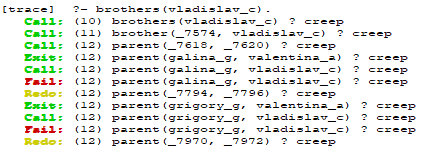 [trace]  ?- brothers(vladislav_c).
Call: (10) brothers(vladislav_c) ? creep
Call: (11) brother(_7574, vladislav_c) ? creep
Call: (12) parent(_7618, _7620) ? creep
Exit: (12) parent(galina_g, valentina_a) ? creep
Call: (12) parent(galina_g, vladislav_c) ? creep
Fail: (12) parent(galina_g, vladislav_c) ? creep
Redo: (12) parent(_7794, _7796) ? creep
Exit: (12) parent(grigory_g, valentina_a) ? creep
Call: (12) parent(grigory_g, vladislav_c) ? creep
Fail: (12) parent(grigory_g, vladislav_c) ? creep
Redo: (12) parent(_7970, _7972) ? creep